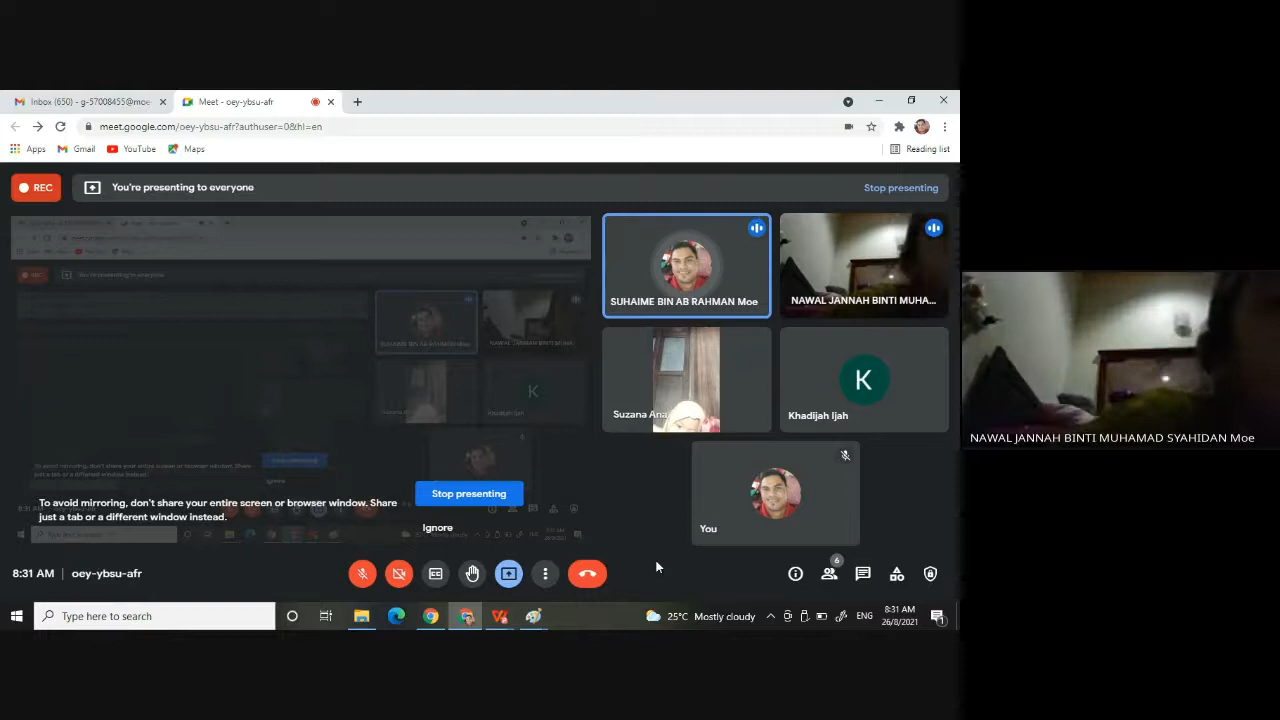 Inbox (650) - g-57008455@moe
Meet - oey-ybsu-afr
meet.google.com/oey-ybsu-afr?authuser=0&hl=en
Apps Gmail YouTube Maps Reading list
REC You're presenting to everyone Stop presenting
SUHAIME BIN AB RAHMAN Moe
NAWAL JANNAH BINTI MUHA...
Suzana Ana
K
Khadijah Ijah
You
To avoid mirroring, don't share your entire screen or browser window. Share
just a tab or a different window instead.
Stop presenting
Ignore
8:31 AM | oey-ybsu-afr
6
Type here to search
25°C Mostly cloudy
ENG
8:31 AM
26/8/2021
1
NAWAL JANNAH BINTI MUHAMAD SYAHIDAN Moe